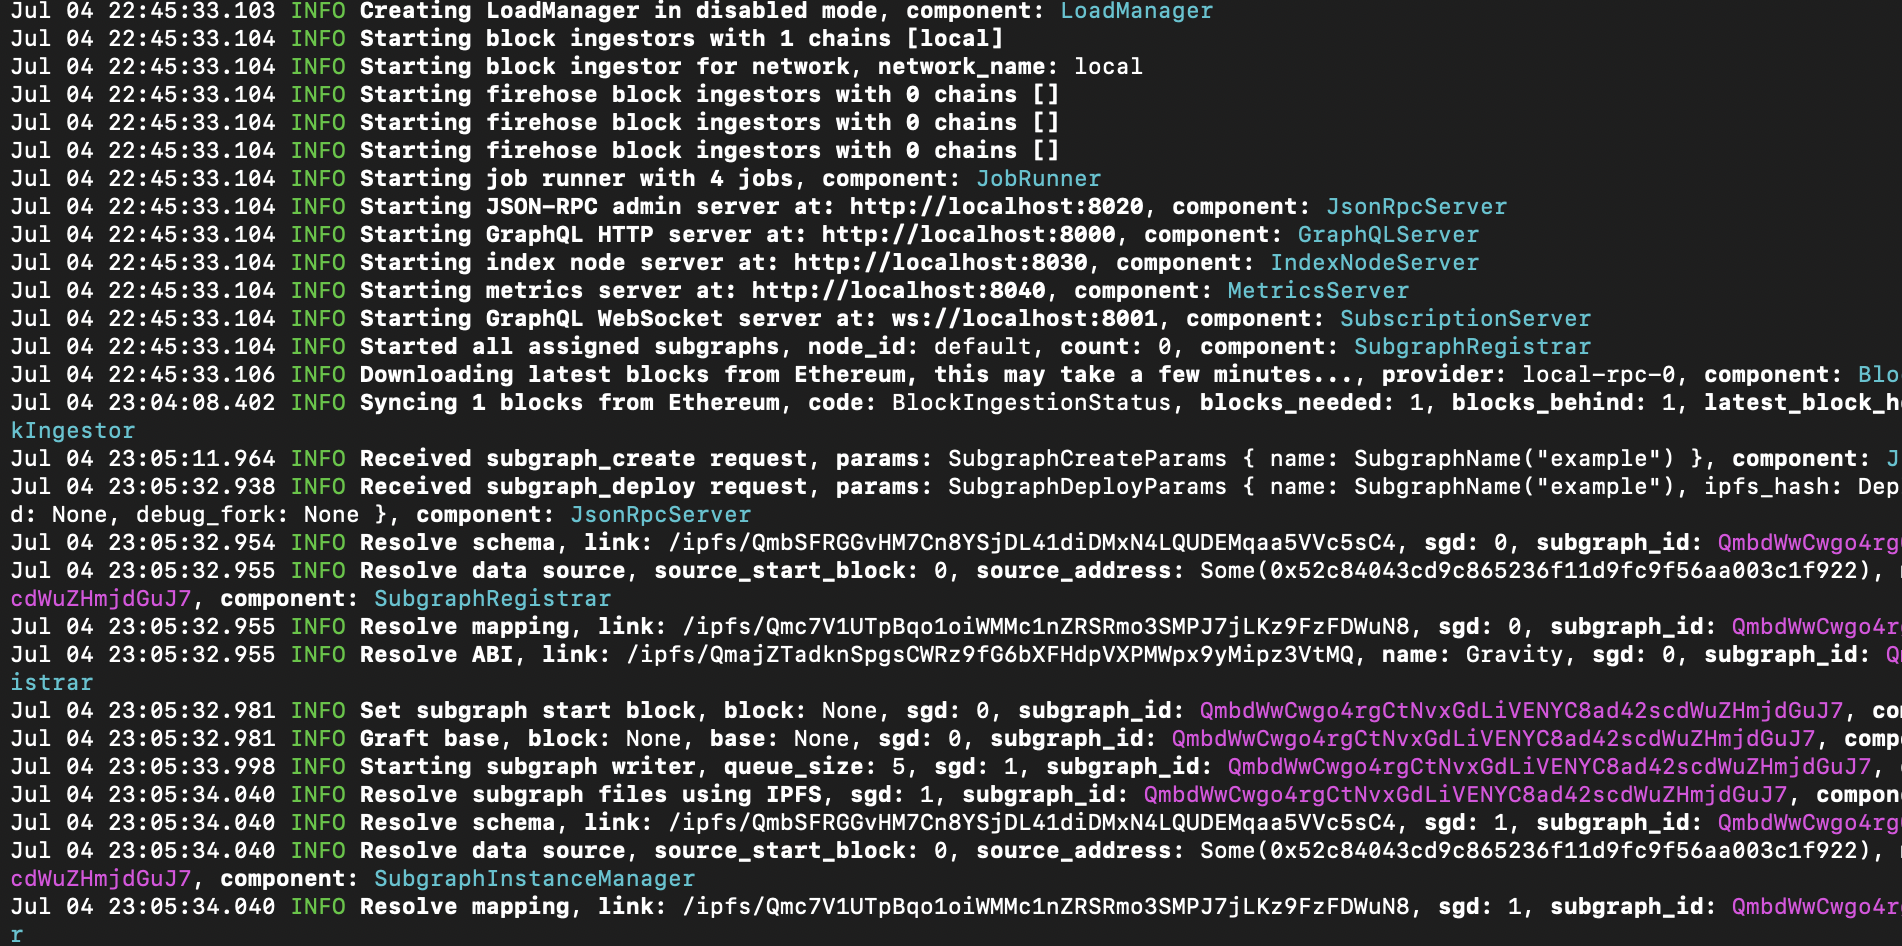 Jul 04 22:45:33.103 INFO Creating LoadManager in disabled mode, component: LoadManager
Jul 04 22:45:33.104 INFO Starting block ingestors with 1 chains [local]
Jul 04 22:45:33.104 INFO Starting block ingestor for network, network_name: local
Jul 04 22:45:33.104 INFO Starting firehose block ingestors with 0 chains []
Jul 04 22:45:33.104 INFO Starting firehose block ingestors with 0 chains []
Jul 04 22:45:33.104 INFO Starting firehose block ingestors with 0 chains []
Jul 04 22:45:33.104 INFO Starting job runner with 4 jobs, component: JobRunner
Jul 04 22:45:33.104 INFO Starting JSON-RPC admin server at: http://localhost:8020, component: JsonRpcServer
Jul 04 22:45:33.104 INFO Starting GraphQL HTTP server at: http://localhost:8000, component: GraphQLServer
Jul 04 22:45:33.104 INFO Starting index node server at: http://localhost:8030, component: IndexNodeServer
Jul 04 22:45:33.104 INFO Starting metrics server at: http://localhost:8040, component: MetricsServer
Jul 04 22:45:33.104 INFO Starting GraphQL WebSocket server at: ws://localhost:8001, component: SubscriptionServer
Jul 04 22:45:33.104 INFO Started all assigned subgraphs, node_id: default, count: 0, component: SubgraphRegistrar
Jul 04 22:45:33.106 INFO Downloading latest blocks from Ethereum, this may take a few minutes..., provider: local-rpc-0, component: Blo
Jul 04 23:04:08.402 INFO Syncing 1 blocks from Ethereum, code: BlockIngestionStatus, blocks_needed: 1, blocks_behind: 1, latest_block_h
kIngestor
Jul 04 23:05:11.964 INFO Received subgraph_create request, params: SubgraphCreateParams { name: SubgraphName("example") }, component: J
Jul 04 23:05:32.938 INFO Received subgraph_deploy request, params: SubgraphDeployParams { name: SubgraphName("example"), ipfs_hash: Dep
d: None, debug_fork: None }, component: JsonRpcServer
Jul 04 23:05:32.954 INFO Resolve schema, link: /ipfs/QmbSFRGGvHM7Cn8YSjDL41diDMxN4LQUDEMqaa5VVc5sC4, sgd: 0, subgraph_id: QmbdWwCwgo4rg
Jul 04 23:05:32.955 INFO Resolve data source, source_start_block: 0, source_address: Some(0x52c84043cd9c865236f11d9fc9f56aa003c1f922),
cdWuZHmjdGuJ7, component: SubgraphRegistrar
Jul 04 23:05:32.955 INFO Resolve mapping, link: /ipfs/Qmc7V1UTpBqo1oiWMMc1nZRSRmo3SMPJ7jLKz9FzFDWuN8, sgd: 0, subgraph_id: QmbdWwCwgo4r
Jul 04 23:05:32.955 INFO Resolve ABI, link: /ipfs/QmajZTadknSpgsCWRz9fG6bXFHdpVXPMWpx9yMipz3VtMQ, name: Gravity, sgd: 0, subgraph_id: Q
istrar
Jul 04 23:05:32.981 INFO Set subgraph start block, block: None, sgd: 0, subgraph_id: QmbdWwCwgo4rgCtNvxGdLiVENYC8ad42scdWuZHmjdGuJ7, co
Jul 04 23:05:32.981 INFO Graft base, block: None, base: None, sgd: 0, subgraph_id: QmbdWwCwgo4rgCtNvxGdLiVENYC8ad42scdWuZHmjdGuJ7, comp
Jul 04 23:05:33.998 INFO Starting subgraph writer, queue_size: 5, sgd: 1, subgraph_id: QmbdWwCwgo4rgCtNvxGdLiVENYC8ad42scdWuZHmjdGuJ7,
Jul 04 23:05:34.040 INFO Resolve subgraph files using IPFS, sgd: 1, subgraph_id: QmbdWwCwgo4rgCtNvxGdLiVENYC8ad42scdWuZHmjdGuJ7, compon
Jul 04 23:05:34.040 INFO Resolve schema, link: /ipfs/QmbSFRGGvHM7Cn8YSjDL41diDMxN4LQUDEMqaa5VVc5sC4, sgd: 1, subgraph_id: QmbdWwCwgo4rg
Jul 04 23:05:34.040 INFO Resolve data source, source_start_block: 0, source_address: Some(0x52c84043cd9c865236f11d9fc9f56aa003c1f922),
cdWuZHmjdGuJ7, component: SubgraphInstanceManager
Jul 04 23:05:34.040 INFO Resolve mapping, link: /ipfs/Qmc7V1UTpBqo1oiWMMc1nZRSRmo3SMPJ7jLKz9FzFDWuN8, sgd: 1, subgraph_id: QmbdWwCwgo4r
r